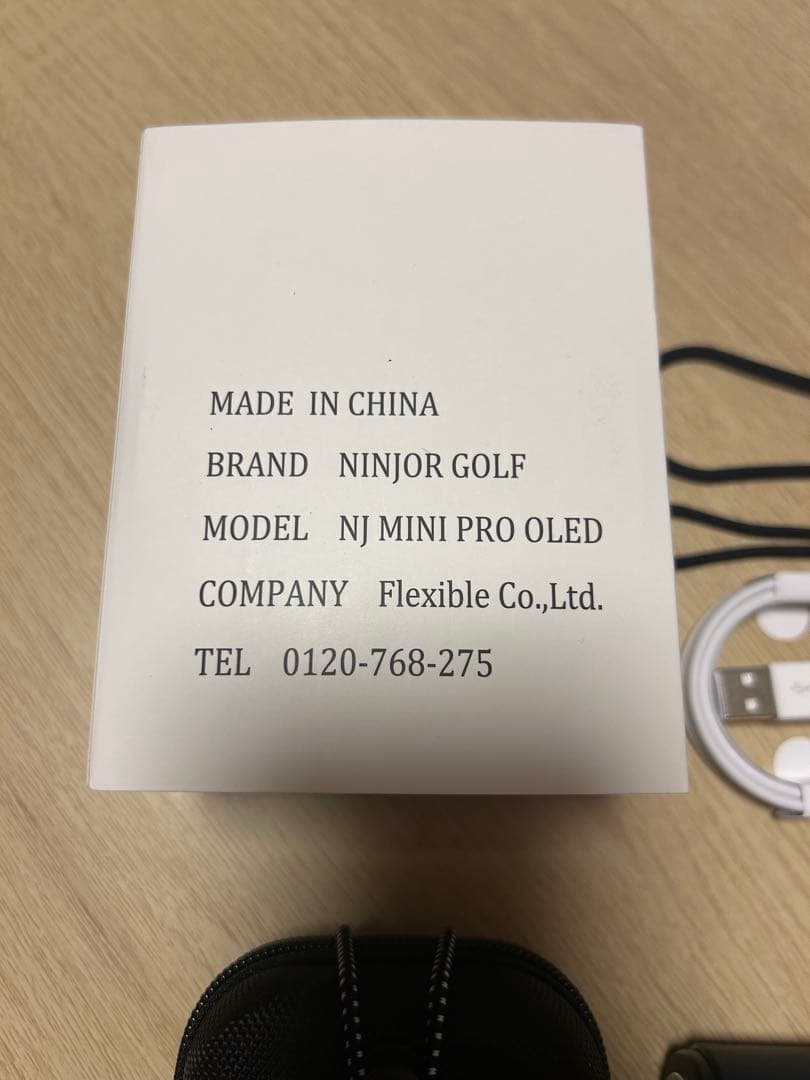 MADE IN CHINA
BRAND NINJOR GOLF
MODEL NJ MINI PRO OLED
COMPANY Flexible Co.,Ltd.
TEL 0120-768-275